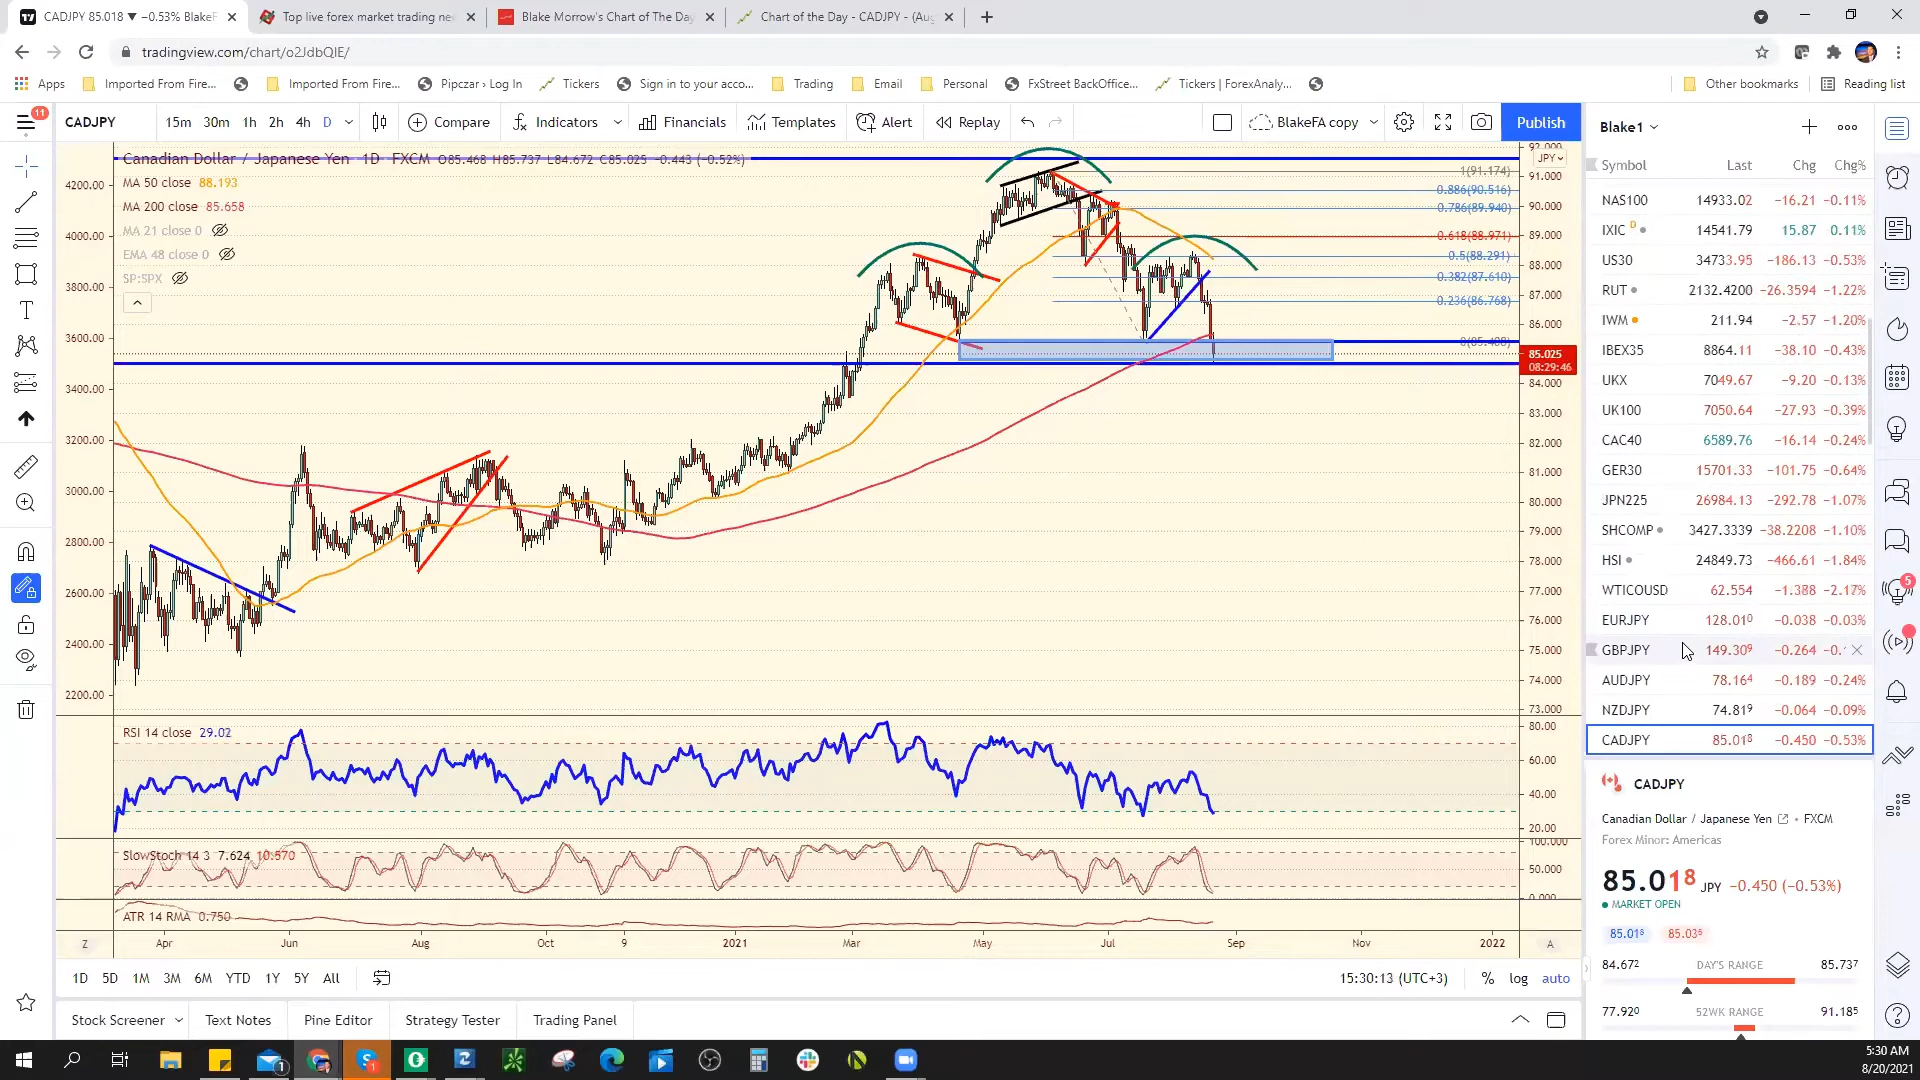 CADJPY 85.018 ▼ −0.53% BlakeF
Top live forex market trading ne
Blake Morrow's Chart of The Day
Chart of the Day - CADJPY - (Aug
tradingview.com/chart/o2JdbQIE/
Apps
Imported From Fire...
Imported From Fire...
Pipczar › Log In
Tickers
Sign in to your acco...
Trading
Email
Personal
FxStreet BackOffice...
Tickers | ForexAnaly...
Other bookmarks
Reading list
11
CADJPY
15m 30m 1h 2h 4h D
Compare
Indicators
Financials
Templates
Alert
Replay
BlakeFA copy
Publish
Canadian Dollar / Japanese Yen 1D FXCM O85.468 H85.737 L84.672 C85.025 −0.443 (−0.52%)
MA 50 close 88.193
MA 200 close 85.658
MA 21 close 0
EMA 48 close 0
SP:SPX
4200.00
4000.00
3800.00
3600.00
3400.00
3200.00
3000.00
2800.00
2600.00
2400.00
2200.00
1(91.174)
0.886(90.516)
0.786(89.940)
0.618(88.971)
0.5(88.291)
0.382(87.610)
0.236(86.768)
92.000
JPY
91.000
90.000
89.000
88.000
87.000
86.000
85.025
08:29:46
84.000
83.000
82.000
81.000
80.000
79.000
78.000
77.000
76.000
75.000
74.000
73.000
RSI 14 close 29.02
80.00
60.00
40.00
20.00
SlowStoch 14 3 7.624 10.570
100.000
50.000
0.000
ATR 14 RMA 0.750
Z
Apr Jun Aug Oct 9 2021 Mar May Jul Sep Nov 2022
A
1D 5D 1M 3M 6M YTD 1Y 5Y All
15:30:13 (UTC+3) % log auto
Stock Screener
Text Notes
Pine Editor
Strategy Tester
Trading Panel
Blake1
Symbol Last Chg Chg%
NAS100 14933.02 −16.21 −0.11%
IXIC D 14541.79 15.87 0.11%
US30 34733.95 −186.13 −0.53%
RUT 2132.4200 −26.3594 −1.22%
IWM 211.94 −2.57 −1.20%
IBEX35 8864.11 −38.10 −0.43%
UKX 7049.67 −9.20 −0.13%
UK100 7050.64 −27.93 −0.39%
CAC40 6589.76 −16.14 −0.24%
GER30 15701.33 −101.75 −0.64%
JPN225 26984.13 −292.78 −1.07%
SHCOMP 3427.3339 −38.2208 −1.10%
HSI 24849.73 −466.61 −1.84%
WTICOUSD 62.554 −1.388 −2.17%
EURJPY 128.010 −0.038 −0.03%
GBPJPY 149.309 −0.264
AUDJPY 78.164 −0.189 −0.24%
NZDJPY 74.819 −0.064 −0.09%
CADJPY 85.018 −0.450 −0.53%
CADJPY
Canadian Dollar / Japanese Yen • FXCM
Forex Minor: Americas
85.018 JPY −0.450 (−0.53%)
MARKET OPEN
85.018 85.035
84.672 DAY'S RANGE 85.737
77.920 52WK RANGE 91.185
5
1
1
5:30 AM
8/20/2021